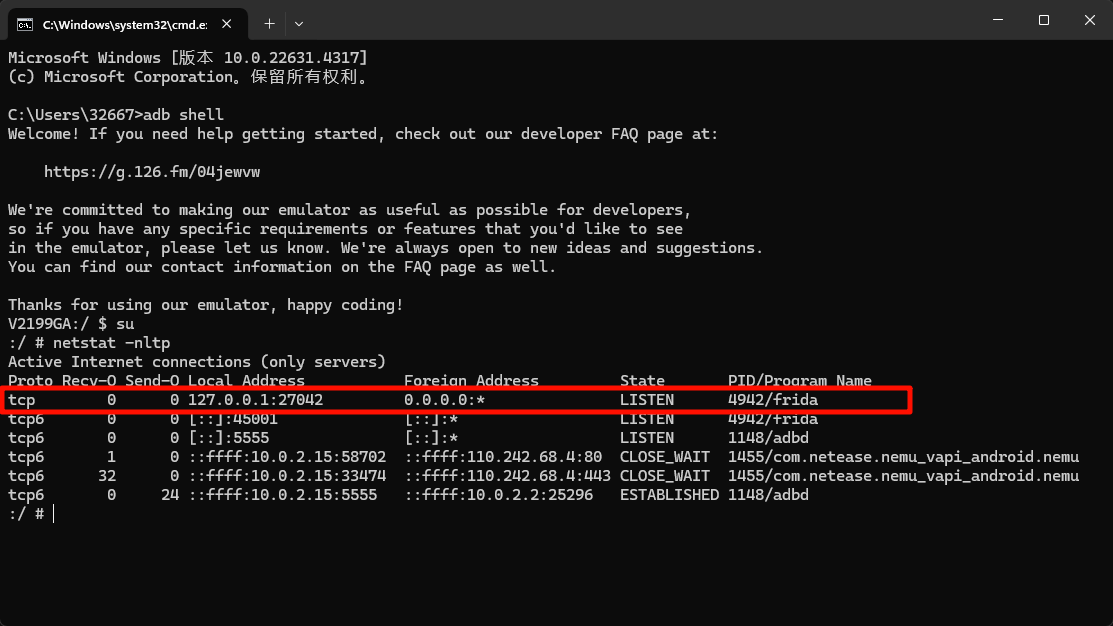 C:\Windows\system32\cmd.e:
Microsoft Windows [版本 10.0.22631.4317]
(c) Microsoft Corporation。保留所有权利。
C:\Users\32667>adb shell
Welcome! If you need help getting started, check out our developer FAQ page at:
https://g.126.fm/04jewvw
We're committed to making our emulator as useful as possible for developers,
so if you have any specific requirements or features that you'd like to see
in the emulator, please let us know. We're always open to new ideas and suggestions.
You can find our contact information on the FAQ page as well.
Thanks for using our emulator, happy coding!
V2199GA:/ $ su
:/ # netstat -nltp
Active Internet connections (only servers)
Proto Recv-Q Send-Q Local Address Foreign Address State PID/Program Name
tcp 0 0 127.0.0.1:27042 0.0.0.0:* LISTEN 4942/frida
tcp6 0 0 [::]:45001 [::]:* LISTEN 4942/frida
tcp6 0 0 [::]:5555 [::]:* LISTEN 1148/adbd
tcp6 1 0 ::ffff:10.0.2.15:58702 ::ffff:110.242.68.4:80 CLOSE_WAIT 1455/com.netease.nemu_vapi_android.nemu
tcp6 32 0 ::ffff:10.0.2.15:33474 ::ffff:110.242.68.4:443 CLOSE_WAIT 1455/com.netease.nemu_vapi_android.nemu
tcp6 0 24 ::ffff:10.0.2.15:5555 ::ffff:10.0.2.2:25296 ESTABLISHED 1148/adbd
:/ #